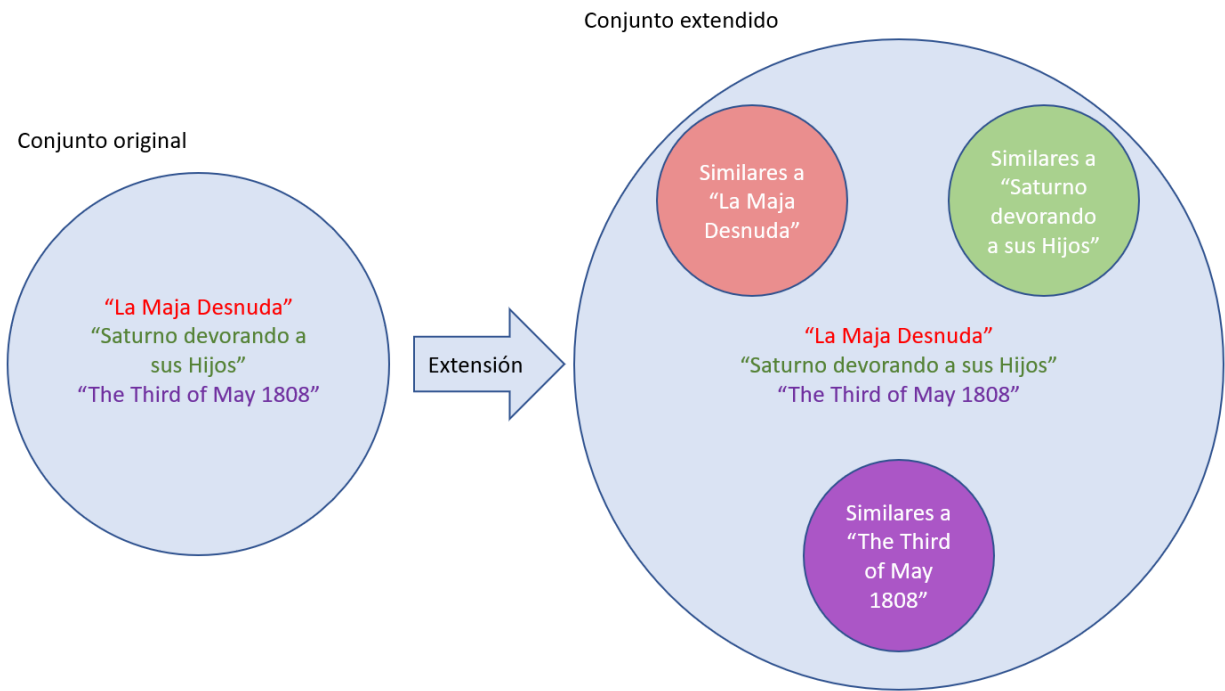 Conjunto extendido
Conjunto original
“La Maja Desnuda”
“Saturno devorando a
sus Hijos”
“The Third of May 1808”
Extensión
Similares a
“La Maja
Desnuda”
Similares a
“Saturno
devorando
a sus Hijos”
“La Maja Desnuda”
“Saturno devorando a sus Hijos”
“The Third of May 1808”
Similares a
“The Third
of May
1808”